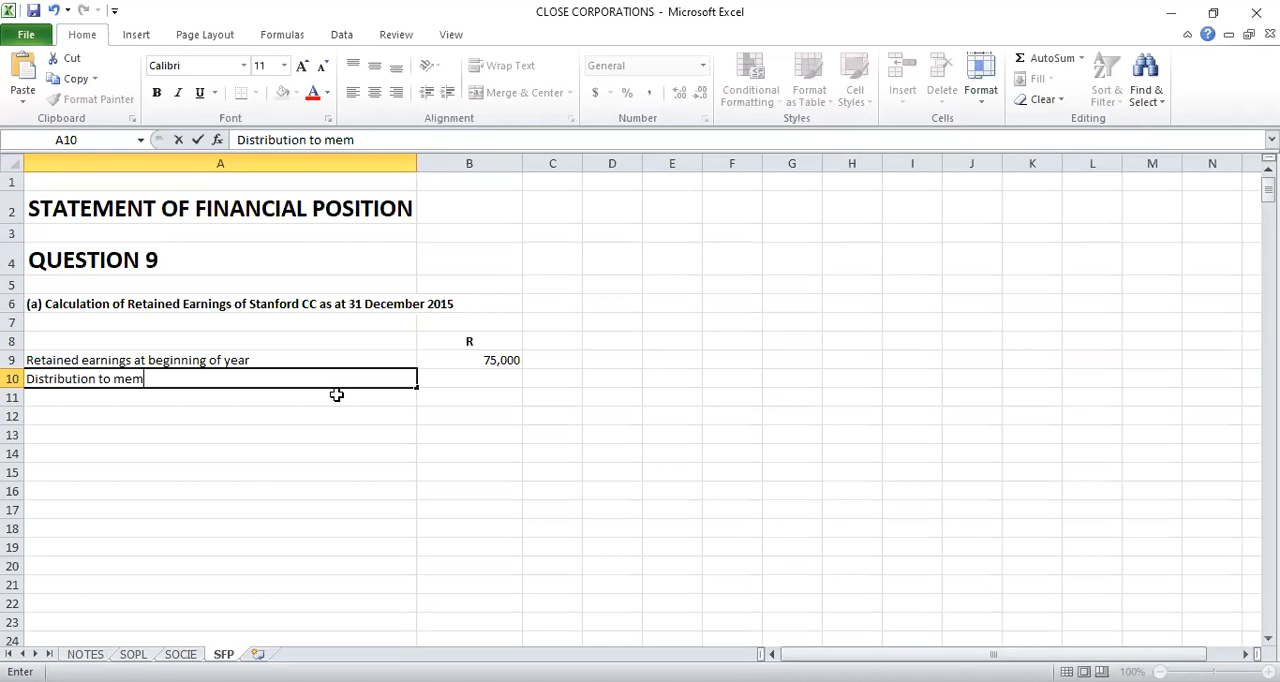 CLOSE CORPORATIONS - Microsoft Excel
File Home Insert Page Layout Formulas Data Review View
Cut
Copy
Format Painter
Paste
Clipboard
Calibri 11
B I U
Font
Wrap Text
Merge & Center
Alignment
General
$ % ,
Number
Conditional Formatting
Format as Table
Cell Styles
Styles
Insert Delete Format
Cells
Σ AutoSum
Fill
Clear
Sort & Filter
Find & Select
Editing
A10 fx Distribution to mem
A B C D E F G H I J K L M N
1
2 STATEMENT OF FINANCIAL POSITION
3
4 QUESTION 9
5
6 (a) Calculation of Retained Earnings of Stanford CC as at 31 December 2015
7
8 R
9 Retained earnings at beginning of year 75,000
10 Distribution to mem
11
12
13
14
15
16
17
18
19
20
21
22
23
24
NOTES SOPL SOCIE SFP
Enter 100%